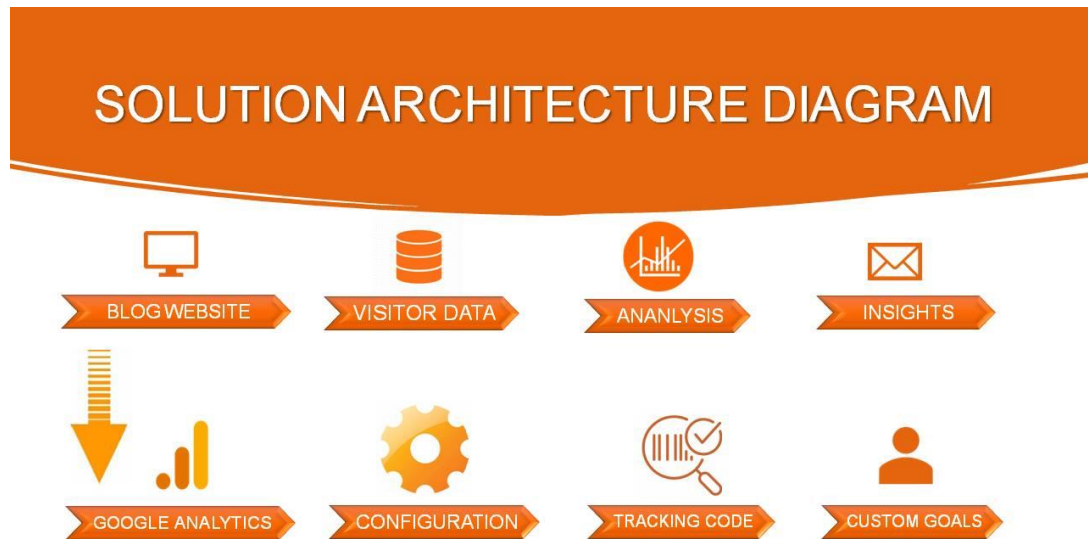 SOLUTION ARCHITECTURE DIAGRAM
BLOG WEBSITE
VISITOR DATA
ANANLYSIS
INSIGHTS
GOOGLE ANALYTICS
CONFIGURATION
TRACKING CODE
CUSTOM GOALS